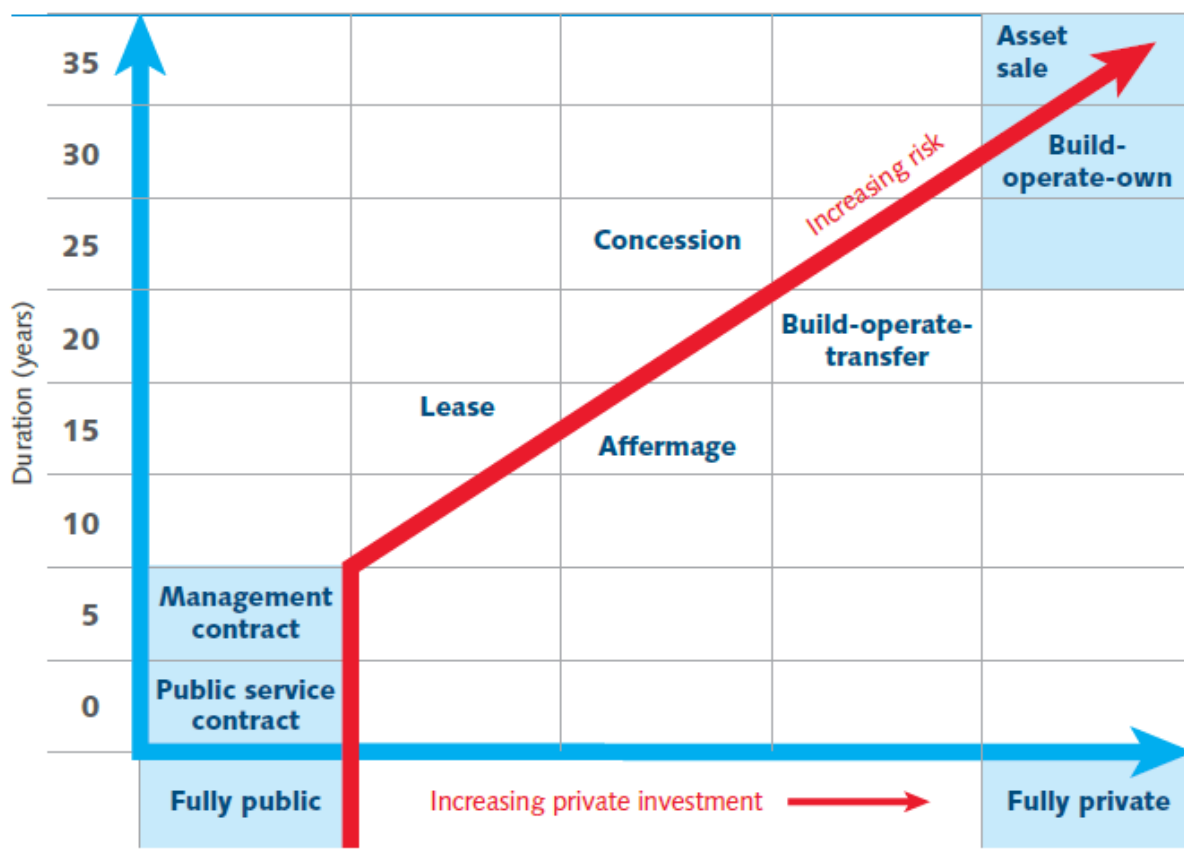 Asset
sale
35
Build-
operate-own
30
Increasing risk
Concession
25
Build-operate-
transfer
20
Duration (years)
Lease
15
Affermage
10
Management
contract
5
Public service
contract
0
Fully public
Increasing private investment
Fully private